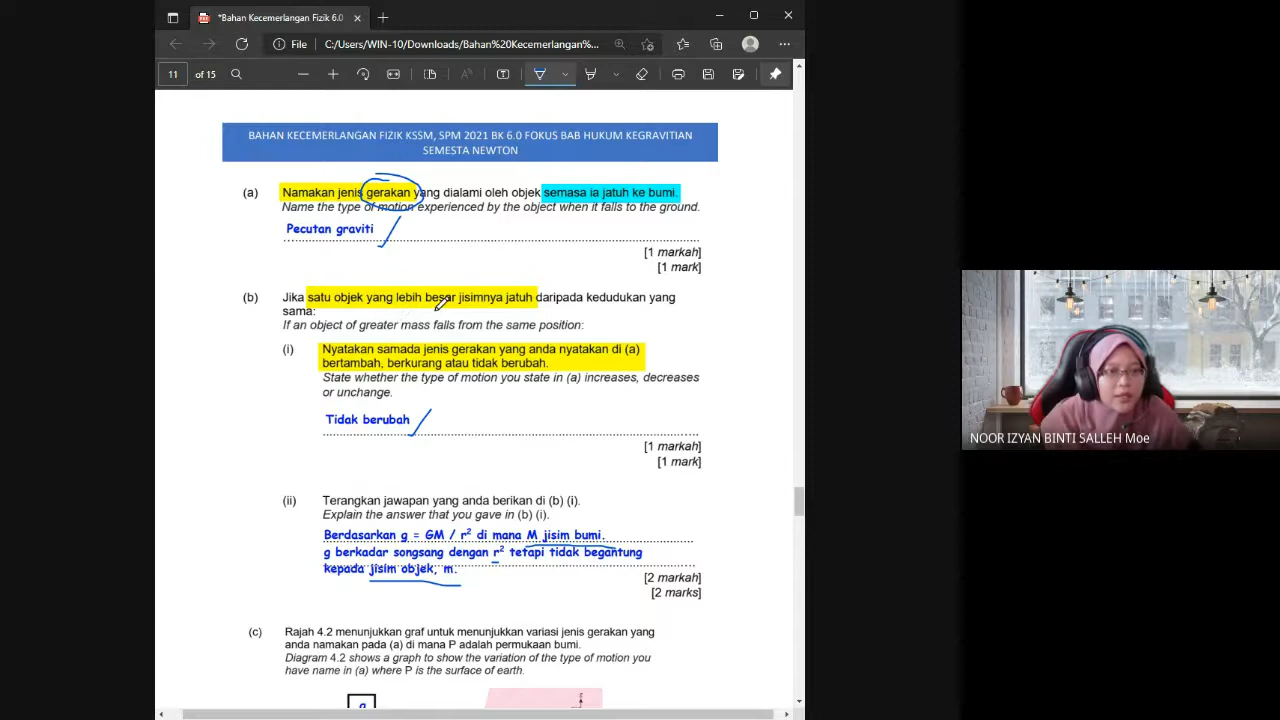 *Bahan Kecemerlangan Fizik 6.0
File
C:/Users/WIN-10/Downloads/Bahan%20Kecemerlangan%...
11 of 15
BAHAN KECEMERLANGAN FIZIK KSSM, SPM 2021 BK 6.0 FOKUS BAB HUKUM KEGRAVITIAN
SEMESTA NEWTON
(a) Namakan jenis gerakan yang dialami oleh objek semasa ia jatuh ke bumi.
Name the type of motion experienced by the object when it falls to the ground.
Pecutan graviti
[1 markah]
[1 mark]
(b) Jika satu objek yang lebih besar jisimnya jatuh daripada kedudukan yang
sama:
If an object of greater mass falls from the same position:
(i) Nyatakan samada jenis gerakan yang anda nyatakan di (a)
bertambah, berkurang atau tidak berubah.
State whether the type of motion you state in (a) increases, decreases
or unchange.
Tidak berubah
[1 markah]
[1 mark]
(ii) Terangkan jawapan yang anda berikan di (b) (i).
Explain the answer that you gave in (b) (i).
Berdasarkan g = GM / r² di mana M jisim bumi.
g berkadar songsang dengan r² tetapi tidak begantung
kepada jisim objek, m.
[2 markah]
[2 marks]
(c) Rajah 4.2 menunjukkan graf untuk menunjukkan variasi jenis gerakan yang
anda namakan pada (a) di mana P adalah permukaan bumi.
Diagram 4.2 shows a graph to show the variation of the type of motion you
have name in (a) where P is the surface of earth.
NOOR IZYAN BINTI SALLEH Moe